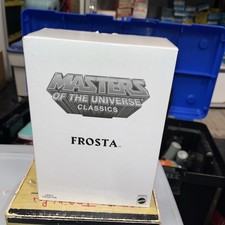 MASTERS
OF THE UNIVERSE
CLASSICS
FROSTA